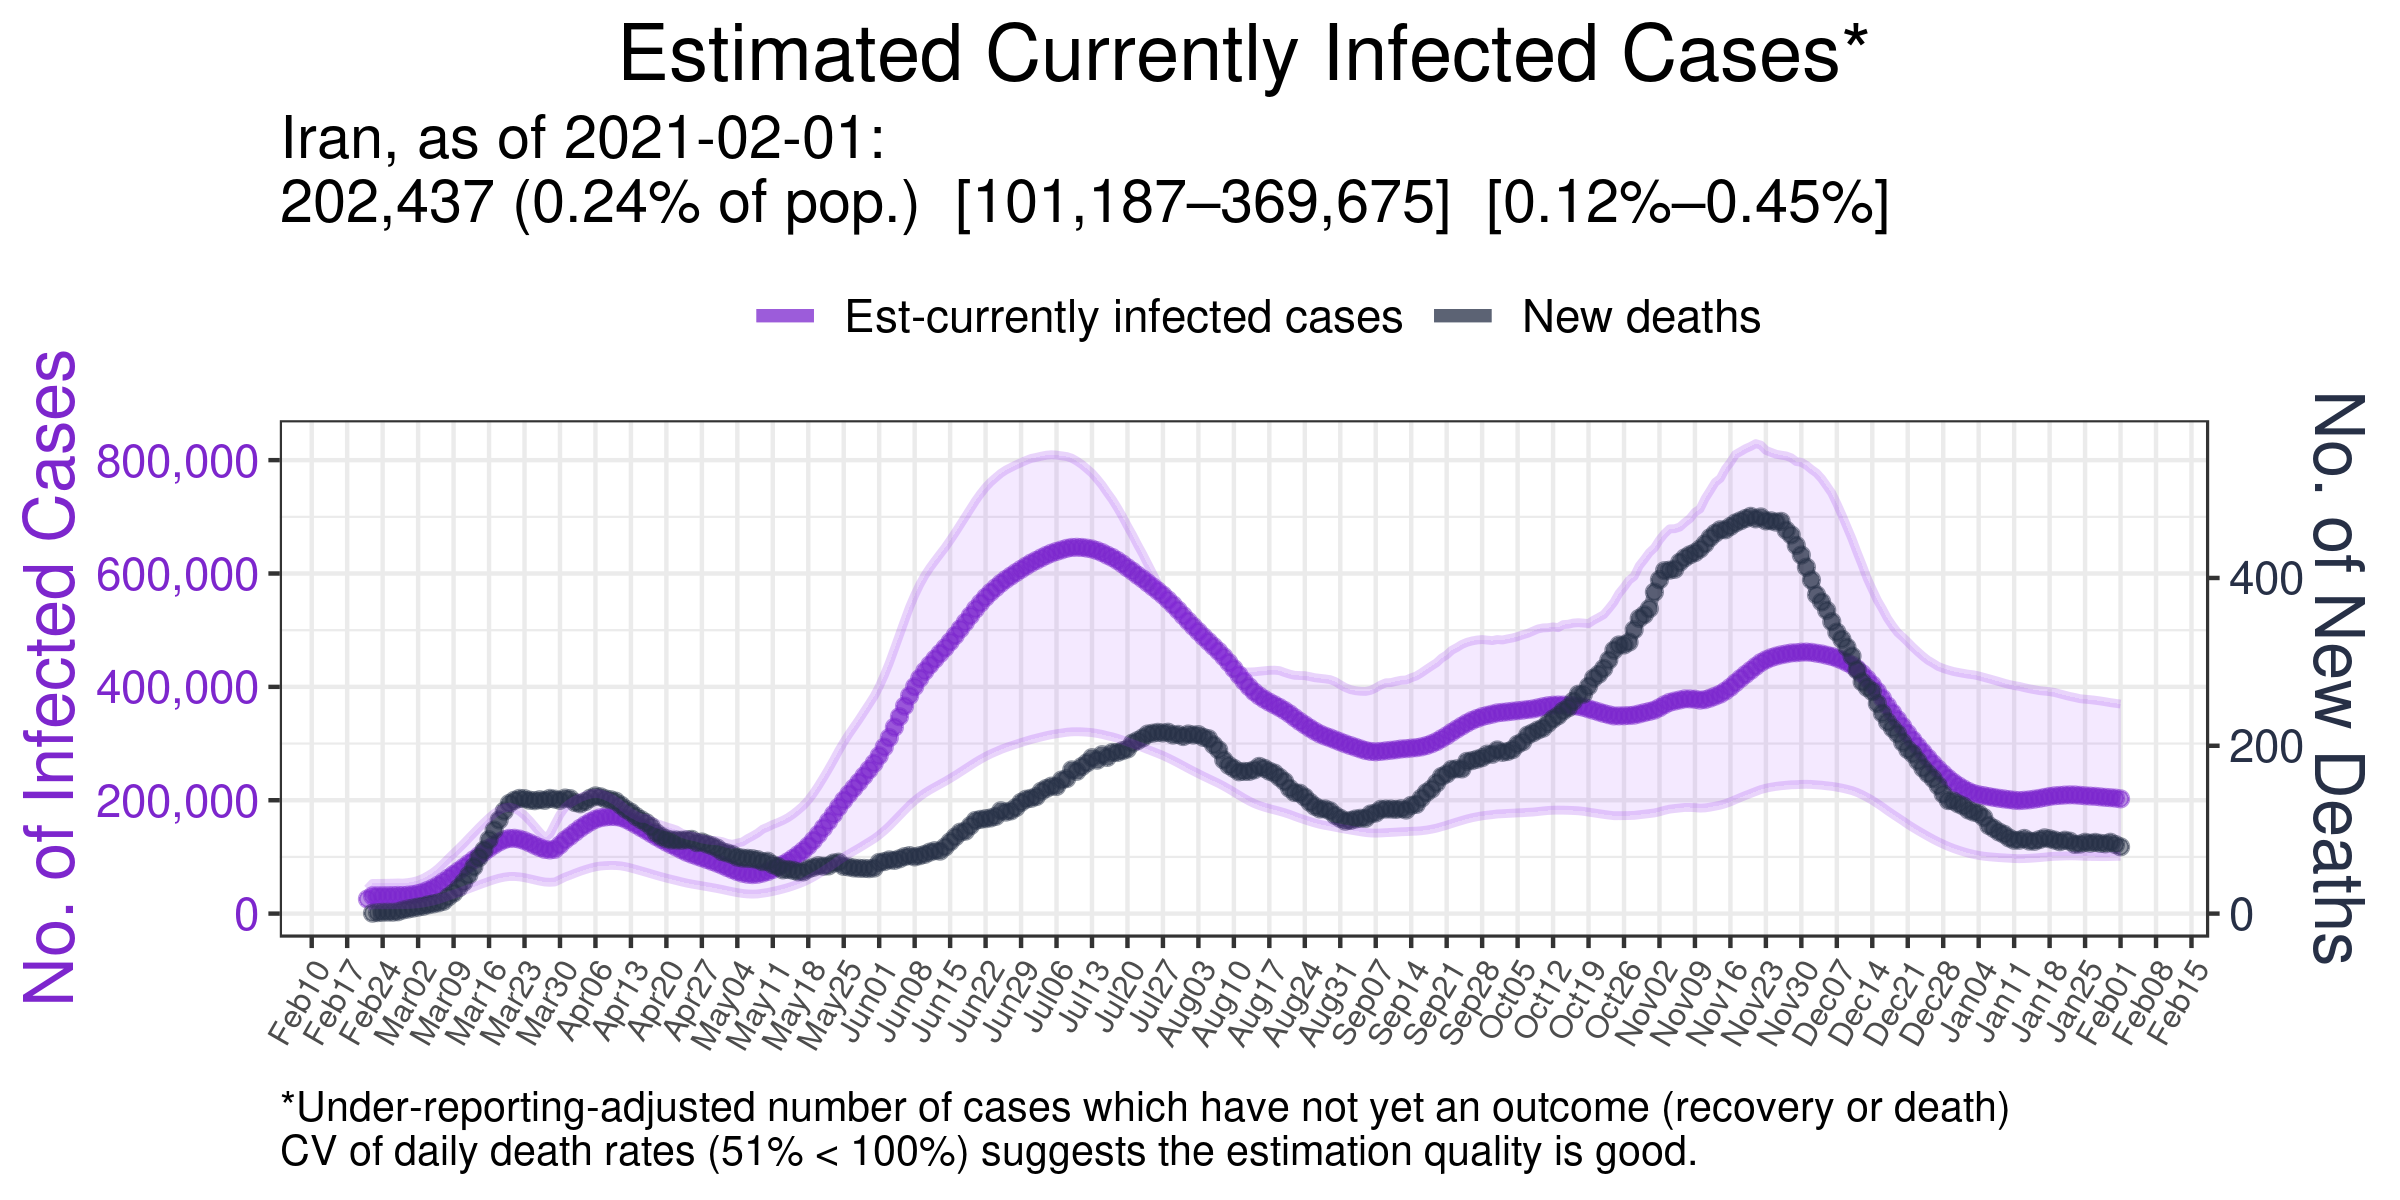 Estimated Currently Infected Cases*
Iran, as of 2021-02-01:
202,437 (0.24% of pop.) [101,187–369,675] [0.12%–0.45%]
Est-currently infected cases
New deaths
No. of Infected Cases
800,000
600,000
400,000
200,000
0
No. of New Deaths
400
200
0
Feb10
Feb17
Feb24
Mar02
Mar09
Mar16
Mar23
Mar30
Apr06
Apr13
Apr20
Apr27
May04
May11
May18
May25
Jun01
Jun08
Jun15
Jun22
Jun29
Jul06
Jul13
Jul20
Jul27
Aug03
Aug10
Aug17
Aug24
Aug31
Sep07
Sep14
Sep21
Sep28
Oct05
Oct12
Oct19
Oct26
Nov02
Nov09
Nov16
Nov23
Nov30
Dec07
Dec14
Dec21
Dec28
Jan04
Jan11
Jan18
Jan25
Feb01
Feb08
Feb15
*Under-reporting-adjusted number of cases which have not yet an outcome (recovery or death)
CV of daily death rates (51% < 100%) suggests the estimation quality is good.